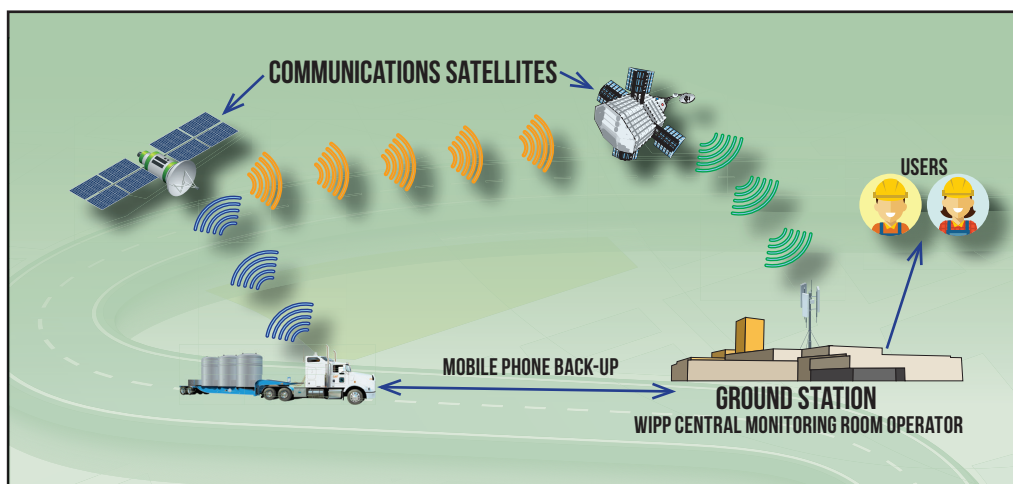 COMMUNICATIONS SATELLITES
USERS
MOBILE PHONE BACK-UP
GROUND STATION
WIPP CENTRAL MONITORING ROOM OPERATOR